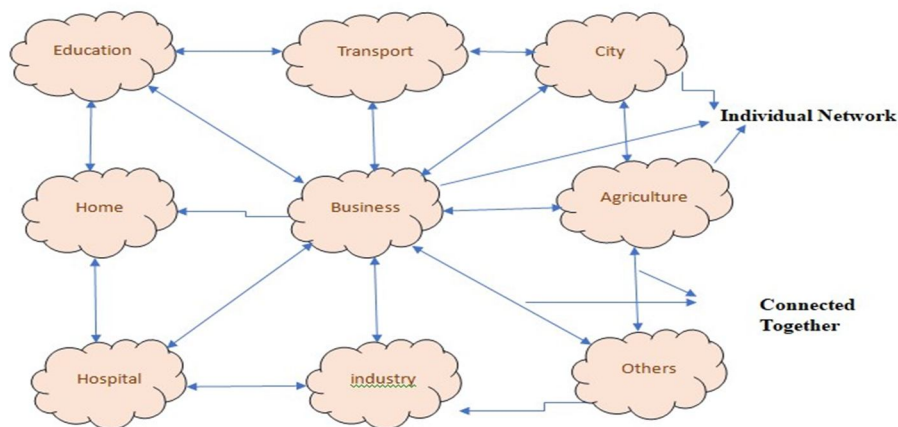 Education
Transport
City
Individual Network
Home
Business
Agriculture
Connected
Together
Hospital
industry
Others